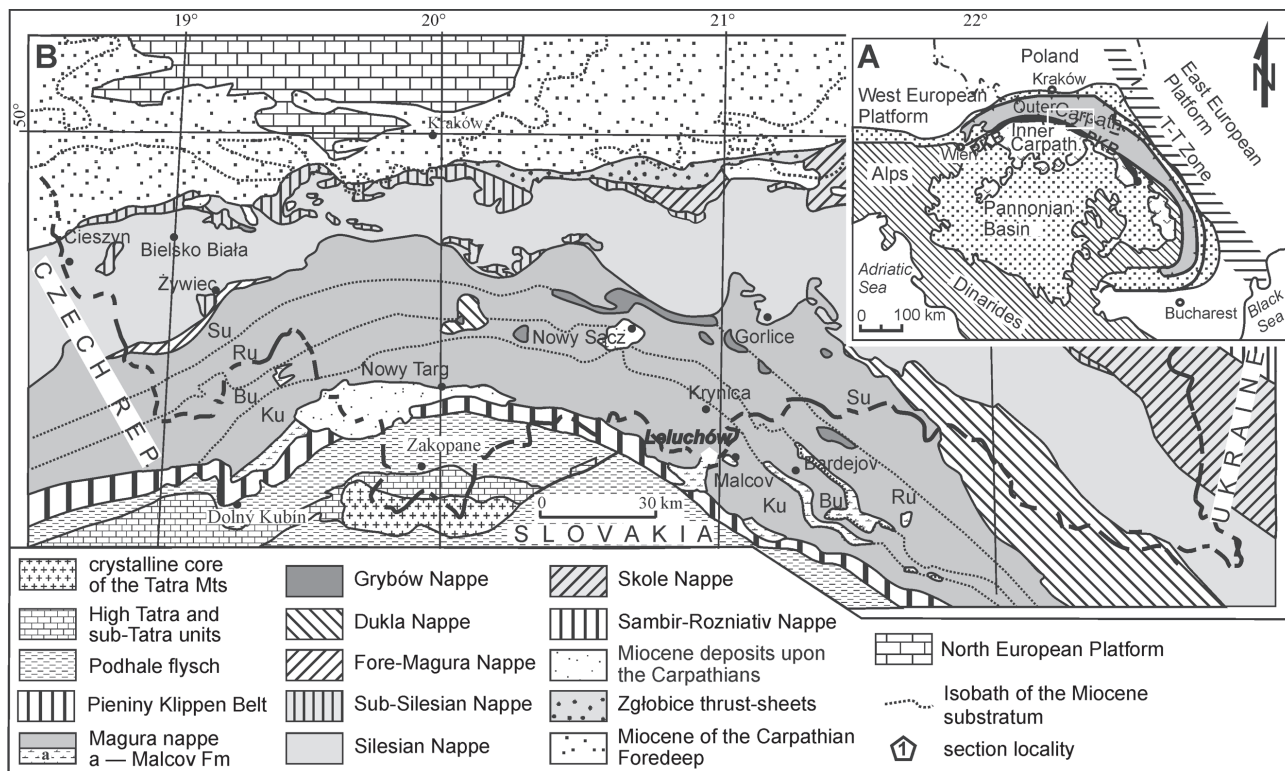 19°
20°
21°
22°
50°
B
Kraków
Cieszyn
Bielsko Biała
Żywiec
CZECH REP
Su
Ru
Bu
Ku
Nowy Targ
Nowy Sącz
Gorlice
Krynica
Su
Zakopane
Leluchów
Malcov
Bardejov
Ku
Bu
Ru
Dolny Kubin
0 30 km
SLOVAKIA
UKRAINE
A
N
Poland
Kraków
West European
Platform
East European
Platform
T-T Zone
Outer Carpath
PKB
PKB
Inner
Carpath
Wien
Alps
Pannonian
Basin
Adriatic
Sea
Dinarides
Bucharest
Black
Sea
0 100 km
crystalline core
of the Tatra Mts
High Tatra and
sub-Tatra units
Podhale flysch
Pieniny Klippen Belt
Magura nappe
a
a — Malcov Fm
Grybów Nappe
Dukla Nappe
Fore-Magura Nappe
Sub-Silesian Nappe
Silesian Nappe
Skole Nappe
Sambir-Rozniativ Nappe
Miocene deposits upon
the Carpathians
Zgłobice thrust-sheets
Miocene of the Carpathian
Foredeep
North European Platform
Isobath of the Miocene
substratum
1
section locality